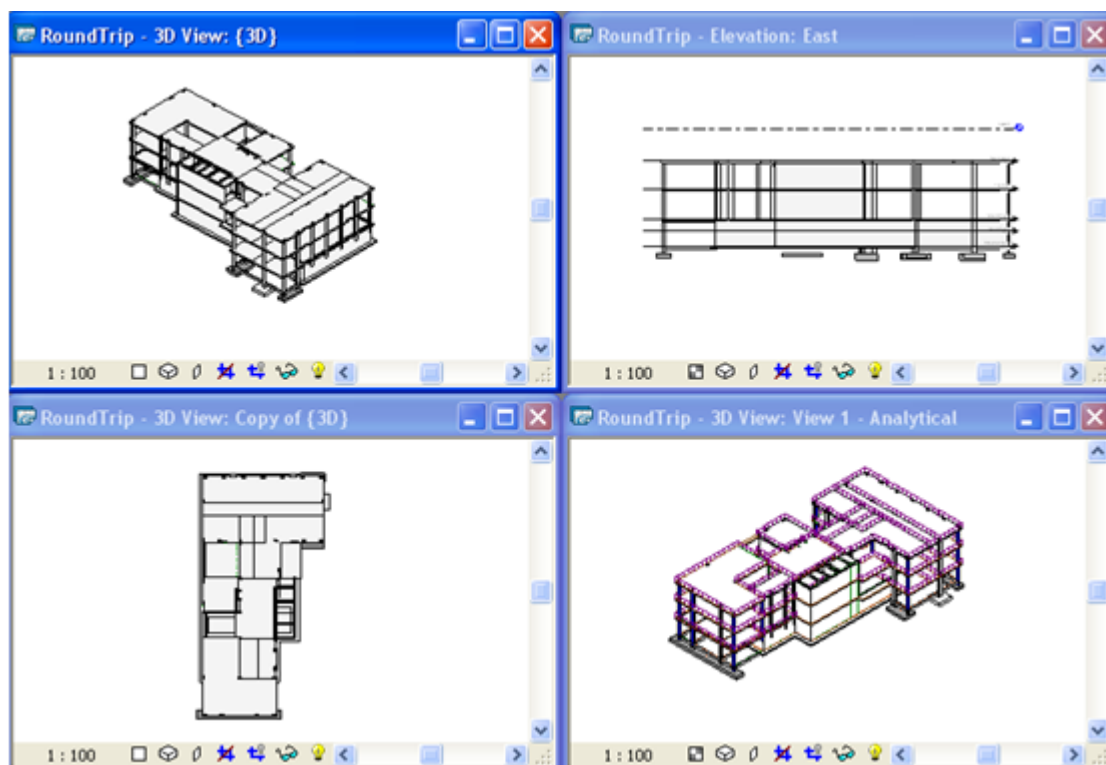 RoundTrip - 3D View: {3D}
RoundTrip - Elevation: East
1 : 100
1 : 100
RoundTrip - 3D View: Copy of {3D}
RoundTrip - 3D View: View 1 - Analytical
1 : 100
1 : 100